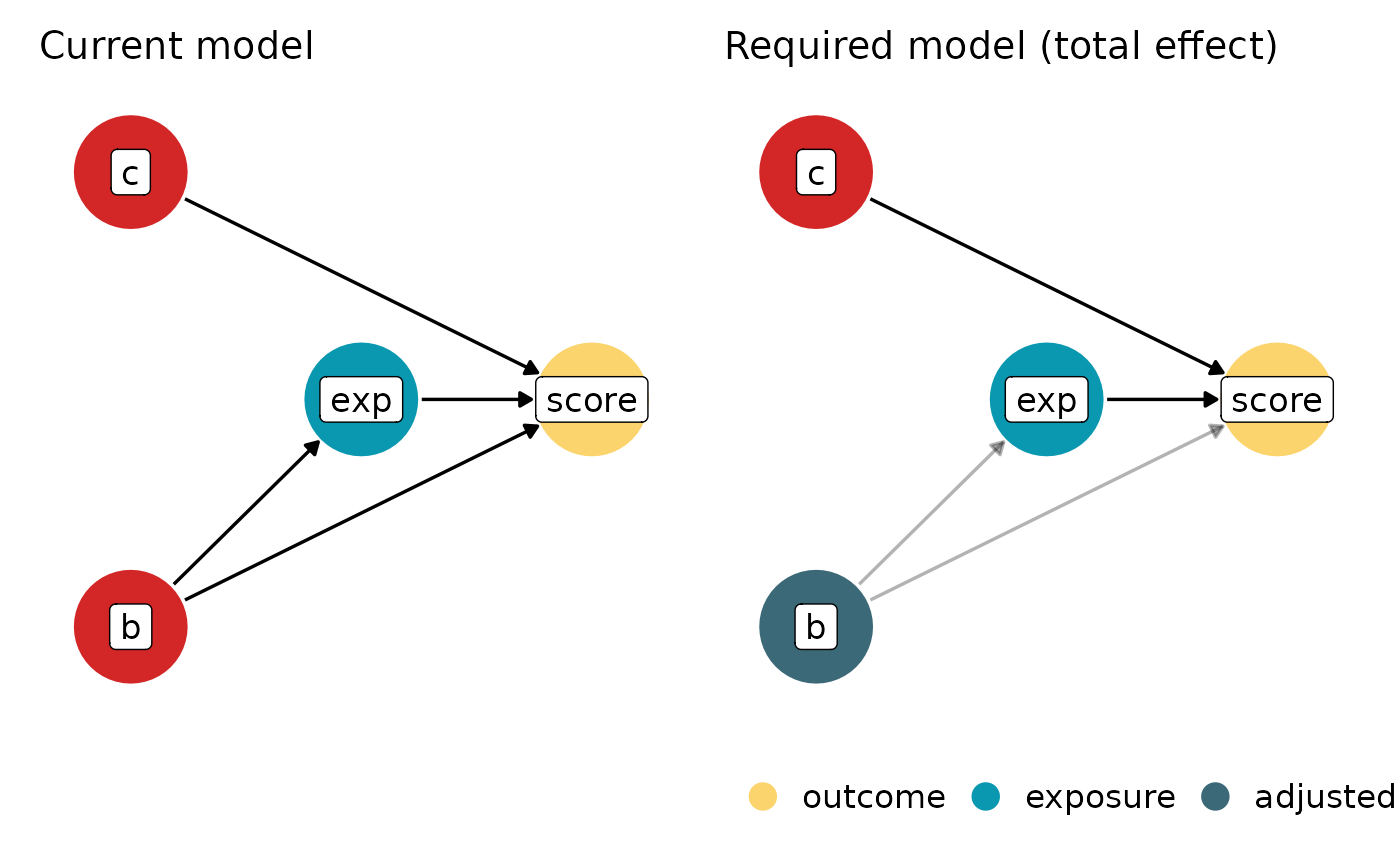 Current model
c
exp
score
b
Required model (total effect)
c
exp
score
b
outcome exposure adjusted